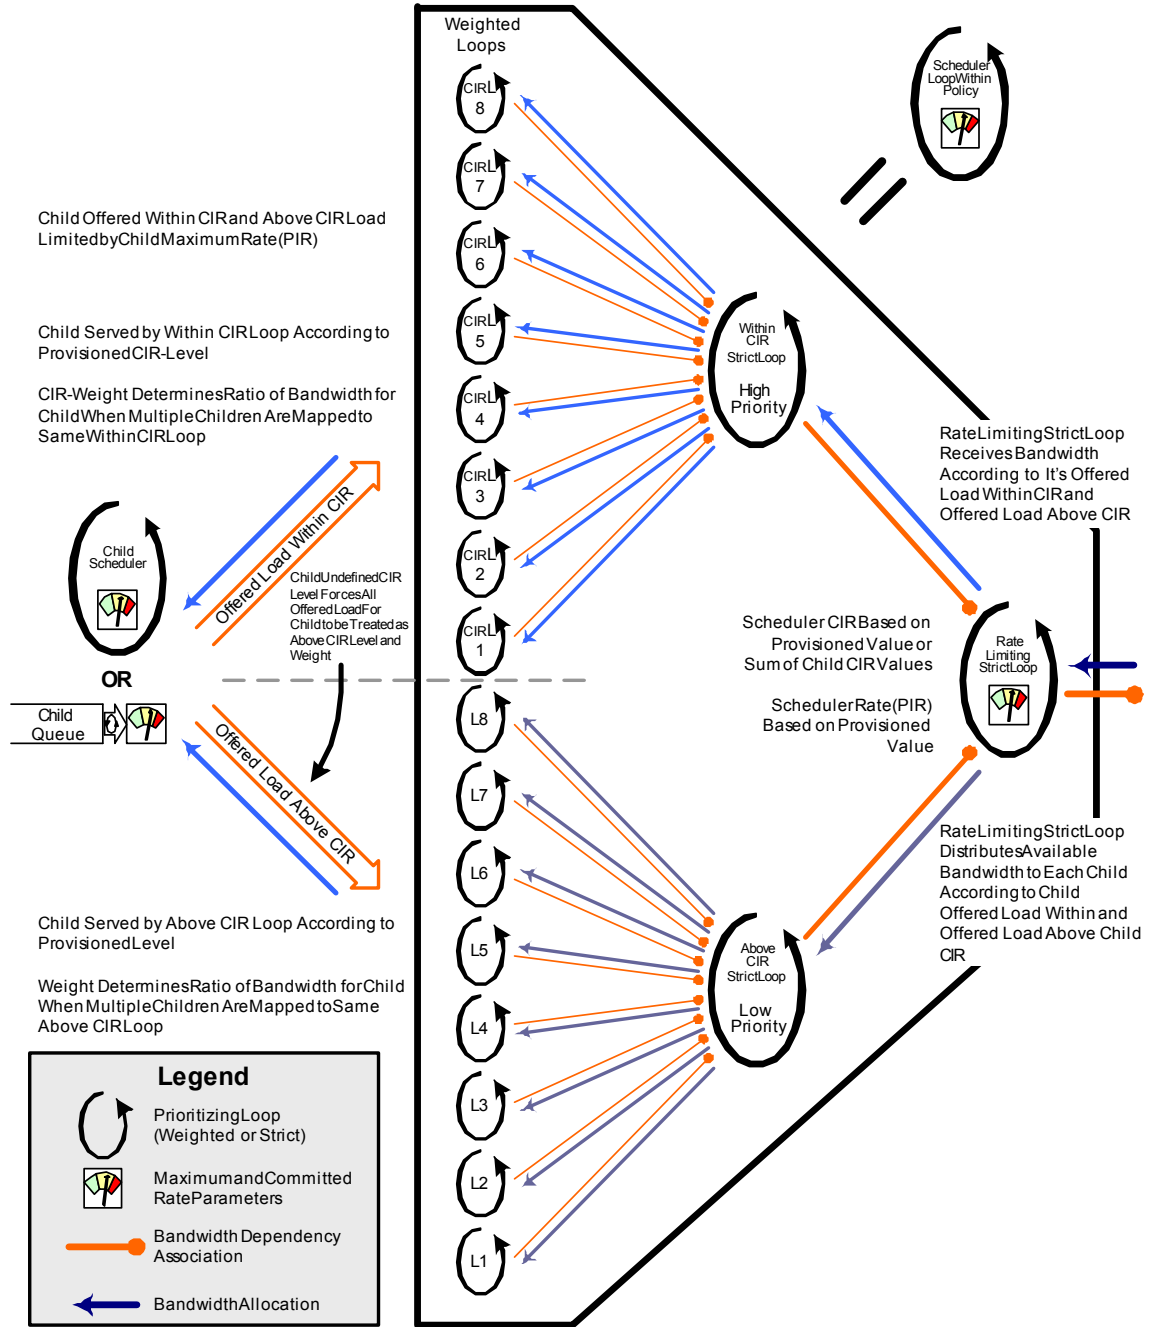 Weighted
Loops
CIRL
8
CIRL
7
CIRL
6
CIRL
5
CIRL
4
CIRL
3
CIRL
2
CIRL
1
L8
L7
L6
L5
L4
L3
L2
L1
Scheduler
Loop Within
Policy
Child Offered Within CIR and Above CIR Load
Limited by Child Maximum Rate (PIR)
Child Served by Within CIR Loop According to
Provisioned CIR-Level
CIR-Weight Determines Ratio of Bandwidth for
Child When Multiple Children Are Mapped to
Same Within CIR Loop
Within
CIR
Strict Loop
High
Priority
Rate Limiting Strict Loop
Receives Bandwidth
According to It's Offered
Load Within CIR and
Offered Load Above CIR
Child
Scheduler
Offered Load Within CIR
Child Undefined CIR
Level Forces All
Offered Load For
Child to be Treated as
Above CIR Level and
Weight
OR
Child
Queue
Offered Load Above CIR
Scheduler CIR Based on
Provisioned Value or
Sum of Child CIR Values
Scheduler Rate (PIR)
Based on Provisioned
Value
Rate
Limiting
Strict Loop
Rate Limiting Strict Loop
Distributes Available
Bandwidth to Each Child
According to Child
Offered Load Within and
Offered Load Above Child
CIR
Above
CIR
Strict Loop
Low
Priority
Child Served by Above CIR Loop According to
Provisioned Level
Weight Determines Ratio of Bandwidth for Child
When Multiple Children Are Mapped to Same
Above CIR Loop
Legend
Prioritizing Loop
(Weighted or Strict)
Maximum and Committed
Rate Parameters
Bandwidth Dependency
Association
Bandwidth Allocation